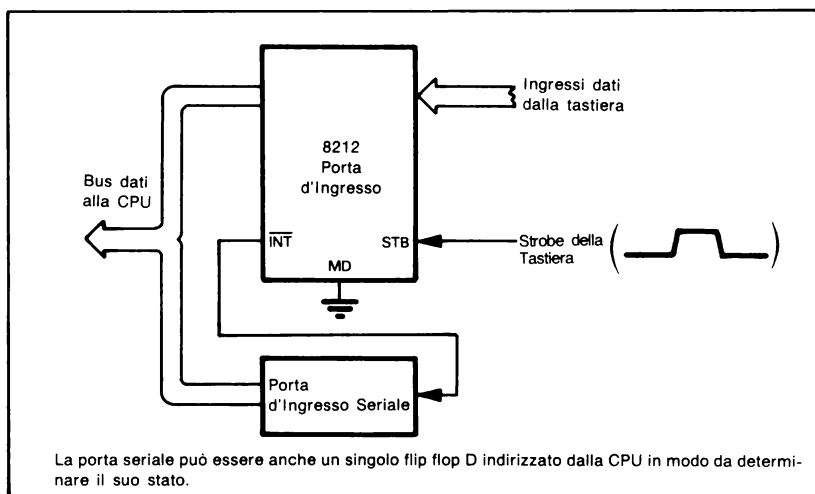 Ingressi dati
dalla tastiera
8212
Porta
d'Ingresso
Bus dati
alla CPU
INT
STB
Strobe della
Tastiera
MD
Porta
d'Ingresso Seriale
La porta seriale può essere anche un singolo flip flop D indirizzato dalla CPU in modo da determi-
nare il suo stato.